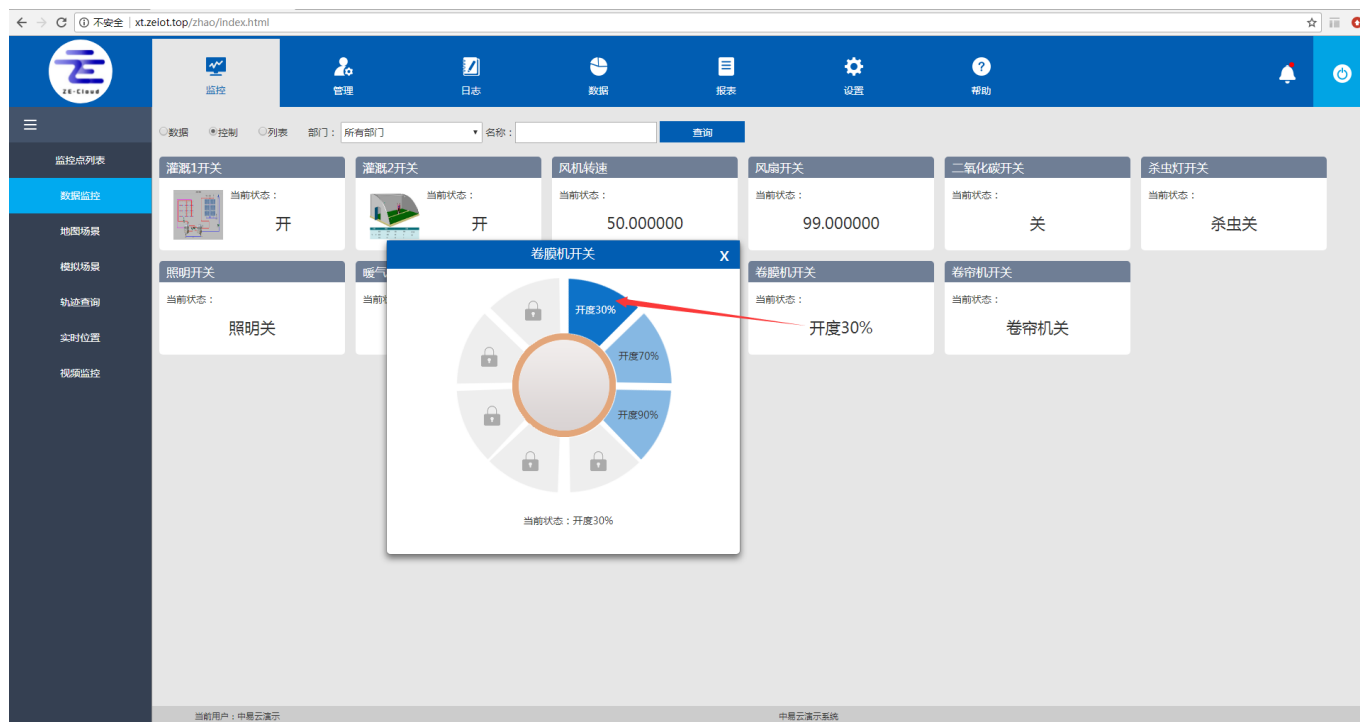 不安全 | xt.zeiot.top/zhao/index.html
ZE-Cloud
监控 管理 日志 数据 报表 设置 帮助
数据 控制 列表 部门： 所有部门 名称： 查询
监控点列表
数据监控
地图场景
模拟场景
轨迹查询
实时位置
视频监控
灌溉1开关 灌溉2开关 风机转速 风扇开关 二氧化碳开关 杀虫灯开关
当前状态： 当前状态： 当前状态： 当前状态： 当前状态： 当前状态：
开 开 50.000000 99.000000 关 杀虫关
照明开关 暖气 卷膜机开关 卷帘机开关
当前状态： 当前 当前状态： 当前状态：
照明关 开度30% 卷帘机关
卷膜机开关 X
开度30%
开度70%
开度90%
当前状态：开度30%
当前用户：中易云演示 中易云演示系统